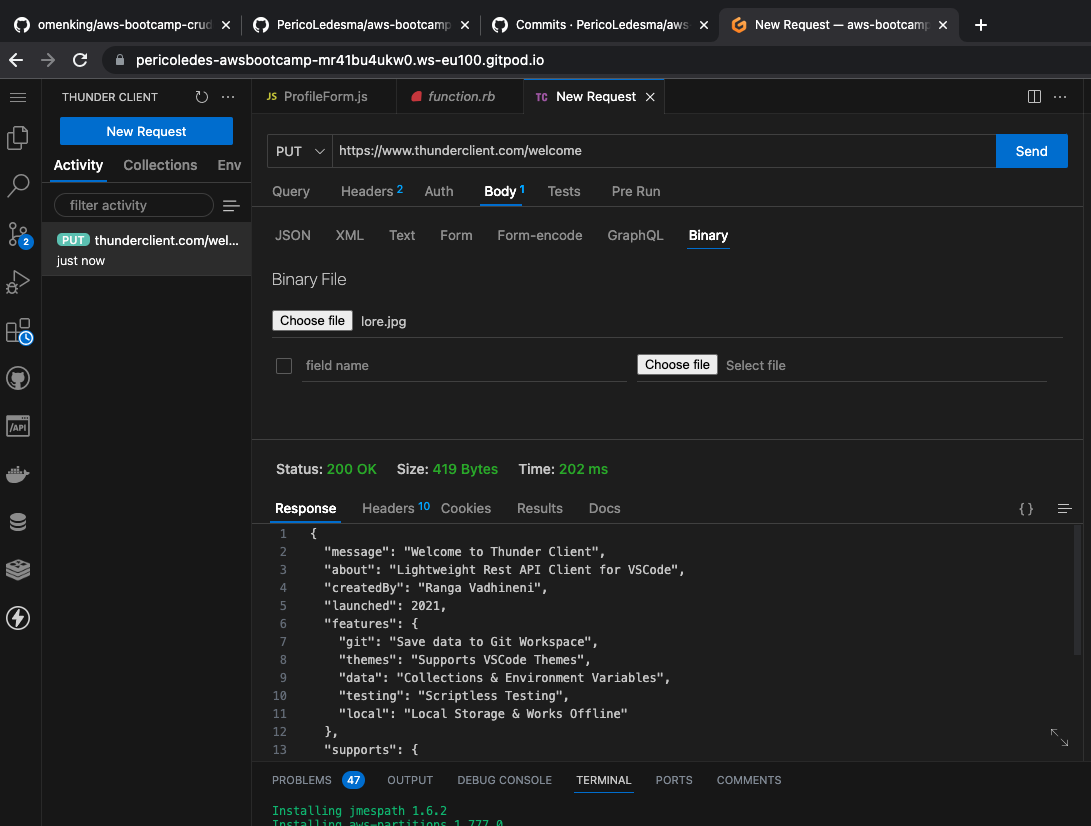 omenking/aws-bootcamp-crud
PericoLedesma/aws-bootcamp
Commits · PericoLedesma/aws-
New Request — aws-bootcamp
pericoledes-awsbootcamp-mr41bu4ukw0.ws-eu100.gitpod.io
THUNDER CLIENT
JS ProfileForm.js
function.rb
TC New Request
New Request
PUT
https://www.thunderclient.com/welcome
Send
Activity Collections Env
Query Headers 2 Auth Body 1 Tests Pre Run
filter activity
JSON XML Text Form Form-encode GraphQL Binary
2
PUT thunderclient.com/wel...
just now
Binary File
Choose file lore.jpg
field name
Choose file Select file
/API
Status: 200 OK Size: 419 Bytes Time: 202 ms
Response Headers 10 Cookies Results Docs
{ }
1 {
2 "message": "Welcome to Thunder Client",
3 "about": "Lightweight Rest API Client for VSCode",
4 "createdBy": "Ranga Vadhineni",
5 "launched": 2021,
6 "features": {
7 "git": "Save data to Git Workspace",
8 "themes": "Supports VSCode Themes",
9 "data": "Collections & Environment Variables",
10 "testing": "Scriptless Testing",
11 "local": "Local Storage & Works Offline"
12 },
13 "supports": {
PROBLEMS 47 OUTPUT DEBUG CONSOLE TERMINAL PORTS COMMENTS
Installing jmespath 1.6.2
Installing aws-partitions 1.777.0